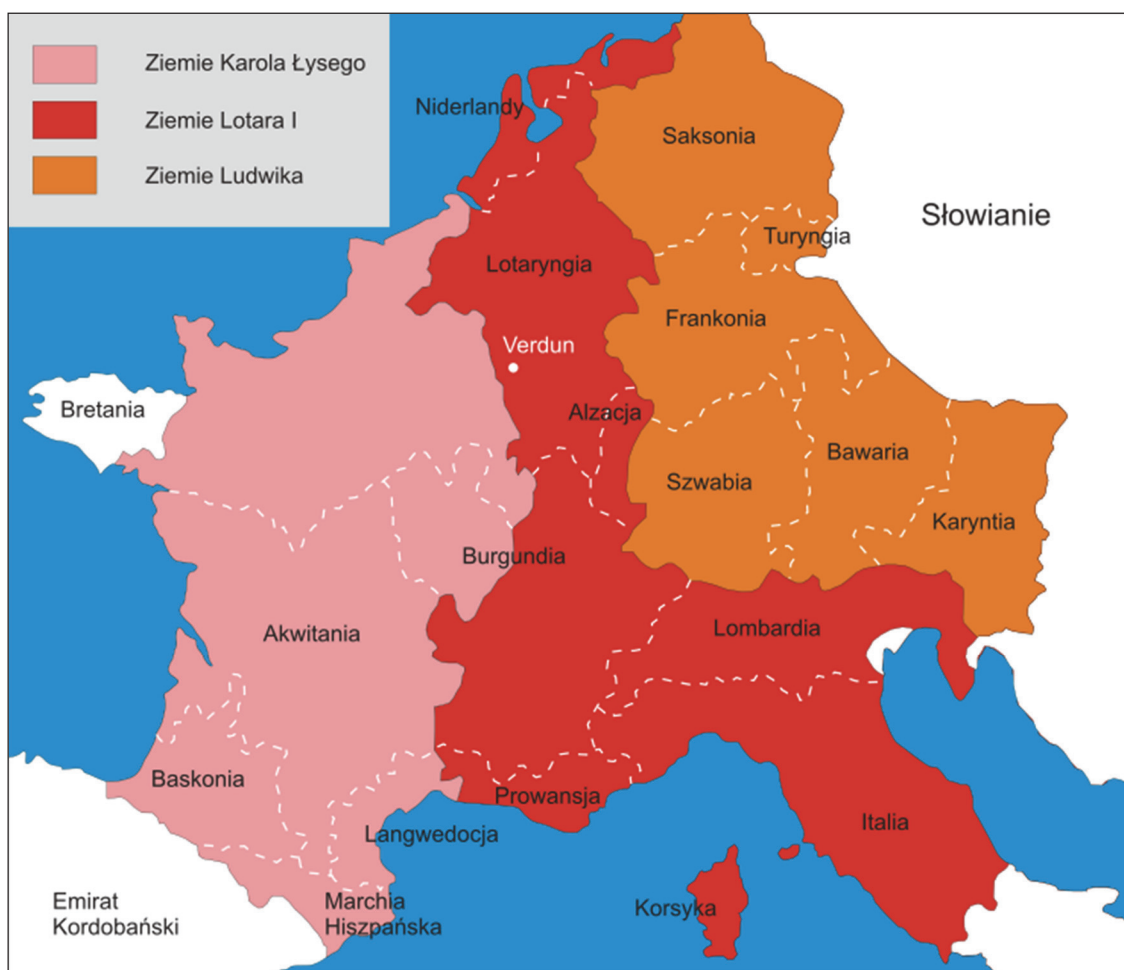 Ziemie Karola Łysego
Ziemie Lotara I
Ziemie Ludwika
Niderlandy
Saksonia
Słowianie
Turyngia
Lotaryngia
Frankonia
Verdun
Bretania
Alzacja
Bawaria
Szwabia
Karyntia
Burgundia
Akwitania
Lombardia
Baskonia
Prowansja
Langwedocja
Italia
Emirat
Kordobański
Marchia
Hiszpańska
Korsyka